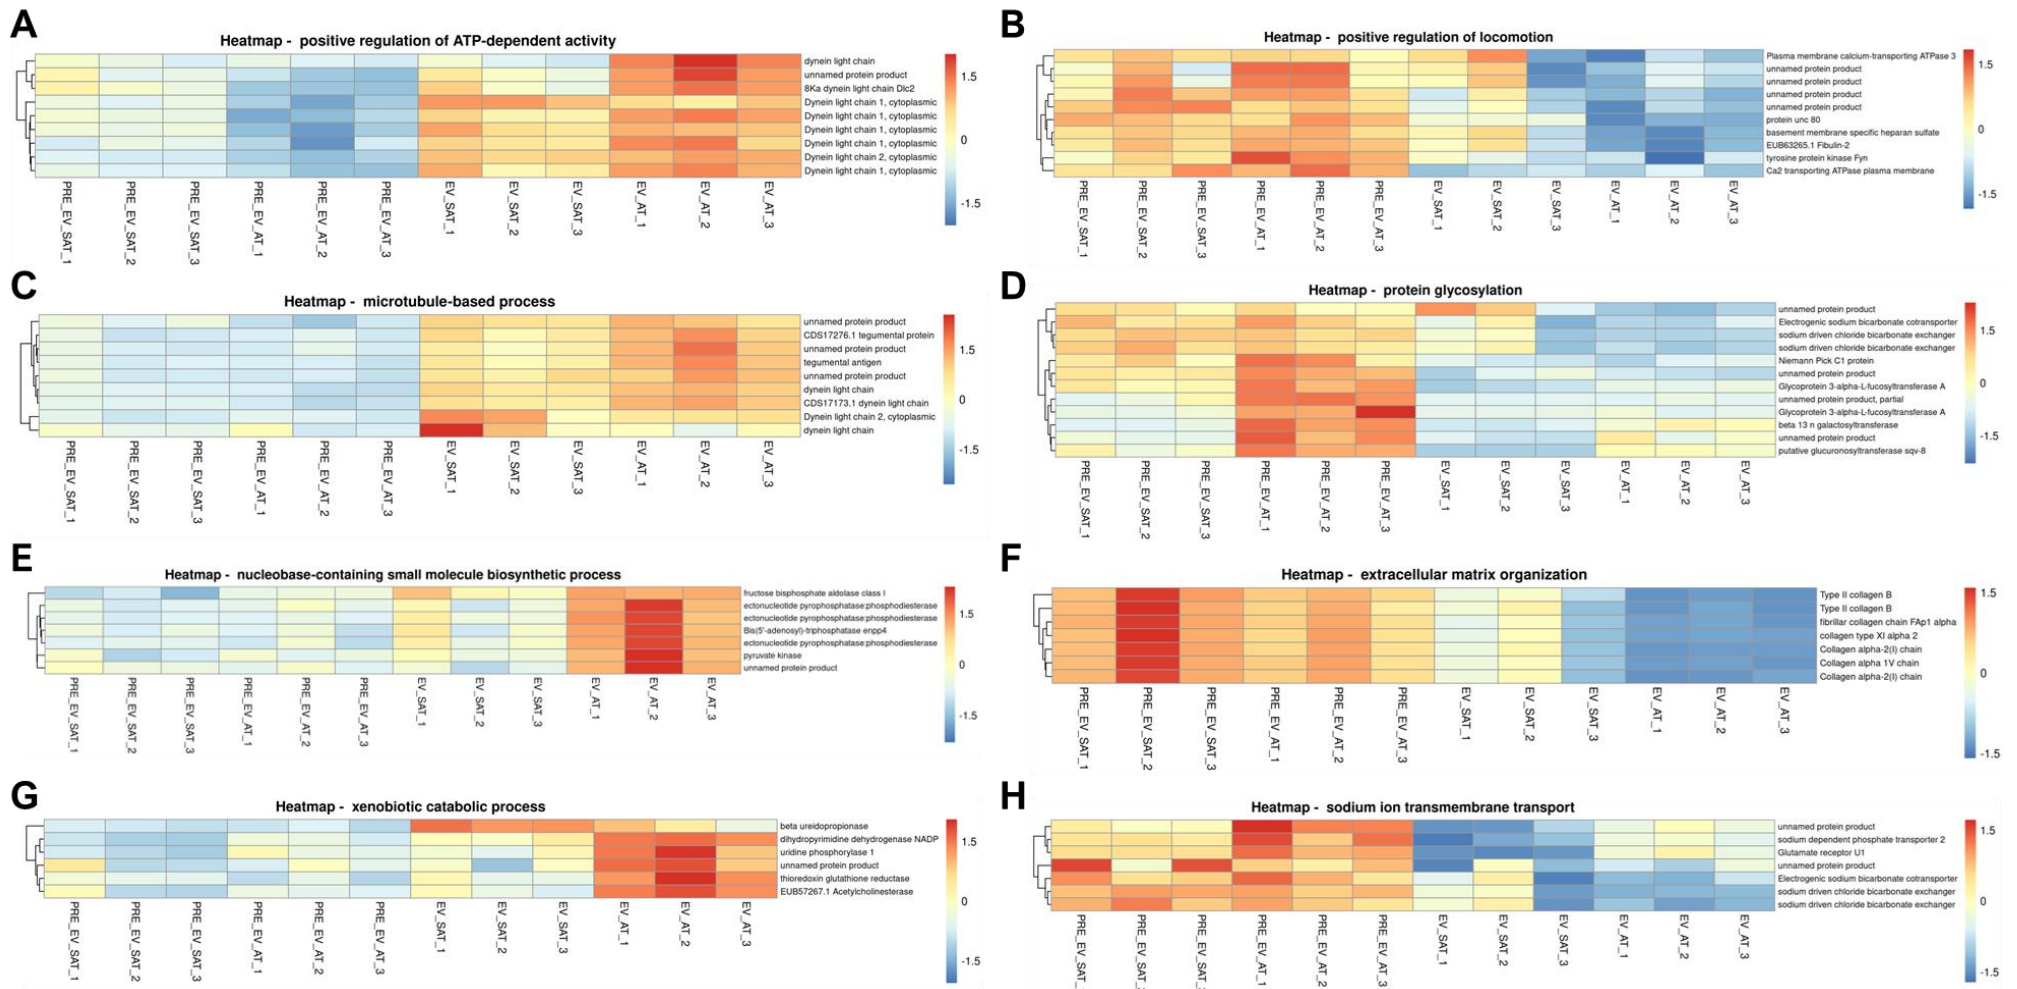 A
Heatmap - positive regulation of ATP-dependent activity
dynein light chain
unnamed protein product
8Ka dynein light chain Dlc2
Dynein light chain 1, cytoplasmic
Dynein light chain 1, cytoplasmic
Dynein light chain 1, cytoplasmic
Dynein light chain 1, cytoplasmic
Dynein light chain 2, cytoplasmic
Dynein light chain 1, cytoplasmic
1.5
0
-1.5
PRE_EV_SAT_1
PRE_EV_SAT_2
PRE_EV_SAT_3
PRE_EV_AT_1
PRE_EV_AT_2
PRE_EV_AT_3
EV_SAT_1
EV_SAT_2
EV_SAT_3
EV_AT_1
EV_AT_2
EV_AT_3
B
Heatmap - positive regulation of locomotion
Plasma membrane calcium-transporting ATPase 3
unnamed protein product
unnamed protein product
unnamed protein product
unnamed protein product
protein unc 80
basement membrane specific heparan sulfate
EUB63265.1 Fibulin-2
tyrosine protein kinase Fyn
Ca2 transporting ATPase plasma membrane
1.5
0
-1.5
PRE_EV_SAT_1
PRE_EV_SAT_2
PRE_EV_SAT_3
PRE_EV_AT_1
PRE_EV_AT_2
PRE_EV_AT_3
EV_SAT_1
EV_SAT_2
EV_SAT_3
EV_AT_1
EV_AT_2
EV_AT_3
C
Heatmap - microtubule-based process
unnamed protein product
CDS17276.1 tegumental protein
unnamed protein product
tegumental antigen
unnamed protein product
dynein light chain
CDS17173.1 dynein light chain
Dynein light chain 2, cytoplasmic
dynein light chain
1.5
0
-1.5
PRE_EV_SAT_1
PRE_EV_SAT_2
PRE_EV_SAT_3
PRE_EV_AT_1
PRE_EV_AT_2
PRE_EV_AT_3
EV_SAT_1
EV_SAT_2
EV_SAT_3
EV_AT_1
EV_AT_2
EV_AT_3
D
Heatmap - protein glycosylation
unnamed protein product
Electrogenic sodium bicarbonate cotransporter
sodium driven chloride bicarbonate exchanger
sodium driven chloride bicarbonate exchanger
Niemann Pick C1 protein
unnamed protein product
Glycoprotein 3-alpha-L-fucosyltransferase A
unnamed protein product, partial
Glycoprotein 3-alpha-L-fucosyltransferase A
beta 13 n galactosyltransferase
unnamed protein product
putative glucuronosyltransferase sqv-8
1.5
0
-1.5
PRE_EV_SAT_1
PRE_EV_SAT_2
PRE_EV_SAT_3
PRE_EV_AT_1
PRE_EV_AT_2
PRE_EV_AT_3
EV_SAT_1
EV_SAT_2
EV_SAT_3
EV_AT_1
EV_AT_2
EV_AT_3
E
Heatmap - nucleobase-containing small molecule biosynthetic process
fructose bisphosphate aldolase class I
ectonucleotide pyrophosphatase:phosphodiesterase
ectonucleotide pyrophosphatase:phosphodiesterase
Bis(5'-adenosyl)-triphosphatase enpp4
ectonucleotide pyrophosphatase:phosphodiesterase
pyruvate kinase
unnamed protein product
1.5
0
-1.5
PRE_EV_SAT_1
PRE_EV_SAT_2
PRE_EV_SAT_3
PRE_EV_AT_1
PRE_EV_AT_2
PRE_EV_AT_3
EV_SAT_1
EV_SAT_2
EV_SAT_3
EV_AT_1
EV_AT_2
EV_AT_3
F
Heatmap - extracellular matrix organization
Type II collagen B
Type II collagen B
fibrillar collagen chain FAp1 alpha
collagen type XI alpha 2
Collagen alpha-2(I) chain
Collagen alpha 1V chain
Collagen alpha-2(I) chain
1.5
0
-1.5
PRE_EV_SAT_1
PRE_EV_SAT_2
PRE_EV_SAT_3
PRE_EV_AT_1
PRE_EV_AT_2
PRE_EV_AT_3
EV_SAT_1
EV_SAT_2
EV_SAT_3
EV_AT_1
EV_AT_2
EV_AT_3
G
Heatmap - xenobiotic catabolic process
beta ureidopropionase
dihydropyrimidine dehydrogenase NADP
uridine phosphorylase 1
unnamed protein product
thioredoxin glutathione reductase
EUB57267.1 Acetylcholinesterase
1.5
0
-1.5
PRE_EV_SAT_1
PRE_EV_SAT_2
PRE_EV_SAT_3
PRE_EV_AT_1
PRE_EV_AT_2
PRE_EV_AT_3
EV_SAT_1
EV_SAT_2
EV_SAT_3
EV_AT_1
EV_AT_2
EV_AT_3
H
Heatmap - sodium ion transmembrane transport
unnamed protein product
sodium dependent phosphate transporter 2
Glutamate receptor U1
unnamed protein product
Electrogenic sodium bicarbonate cotransporter
sodium driven chloride bicarbonate exchanger
sodium driven chloride bicarbonate exchanger
1.5
0
-1.5
PRE_EV_SAT_
PRE_EV_SAT_
PRE_EV_SAT_
PRE_EV_AT_1
PRE_EV_AT_2
PRE_EV_AT_3
EV_SAT_1
EV_SAT_2
EV_SAT_3
EV_AT_1
EV_AT_2
EV_AT_3